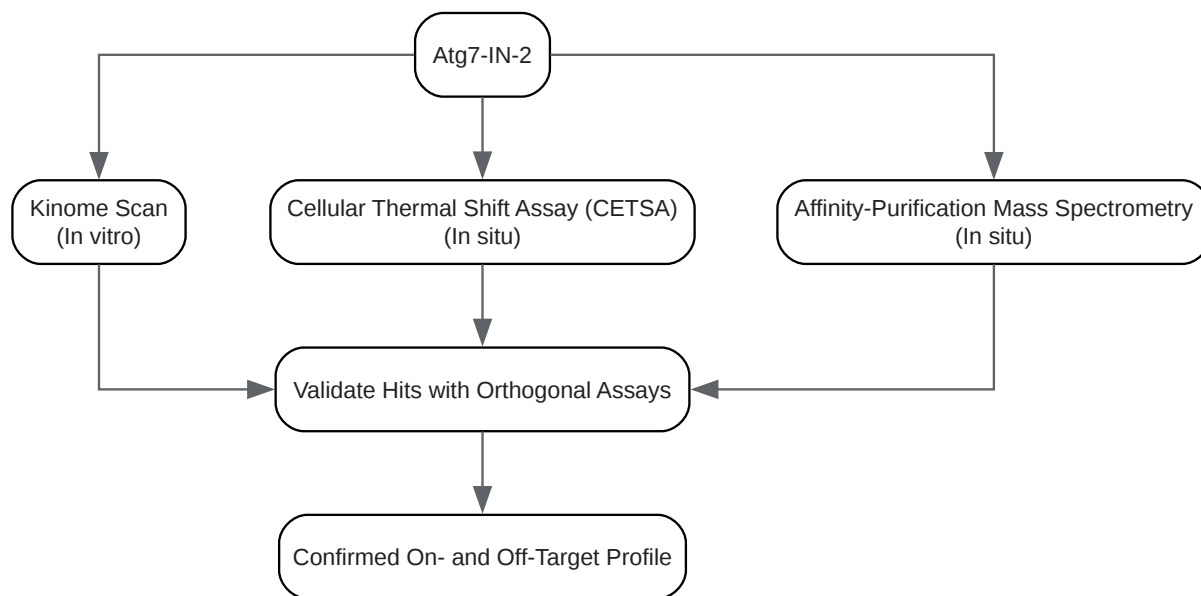 Atg7-IN-2
Kinome Scan
(In vitro)
Cellular Thermal Shift Assay (CETSA)
(In situ)
Affinity-Purification Mass Spectrometry
(In situ)
Validate Hits with Orthogonal Assays
Confirmed On- and Off-Target Profile